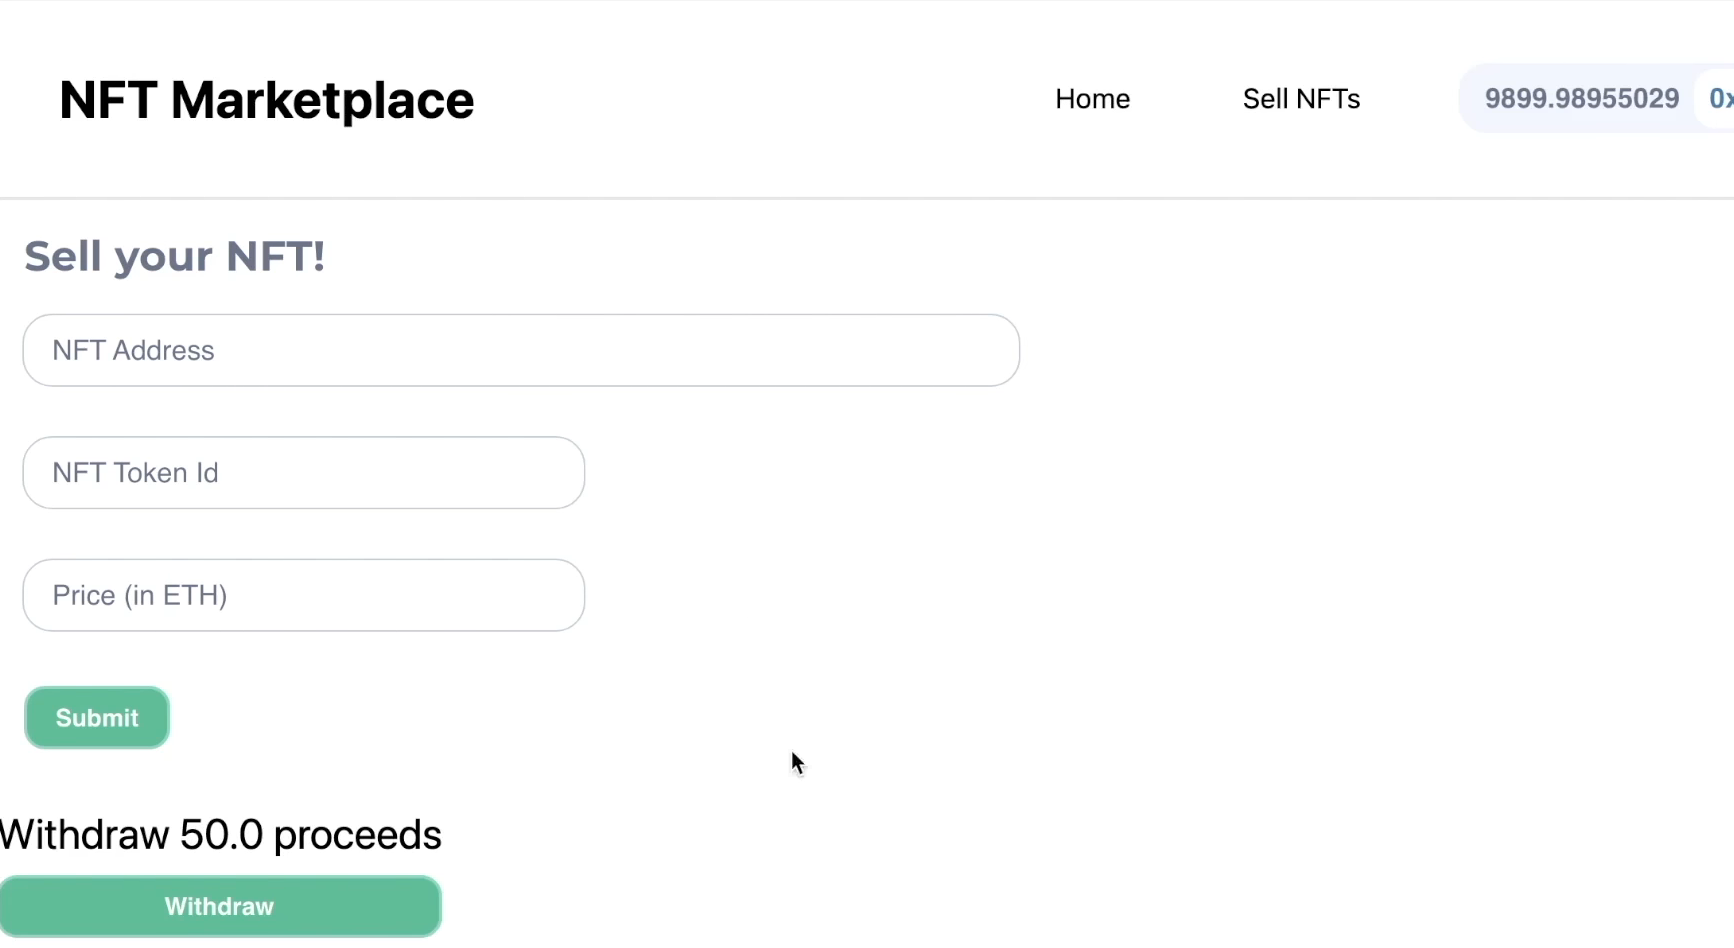 NFT Marketplace
Home
Sell NFTs
9899.98955029
0x
Sell your NFT!
NFT Address
NFT Token Id
Price (in ETH)
Submit
Withdraw 50.0 proceeds
Withdraw